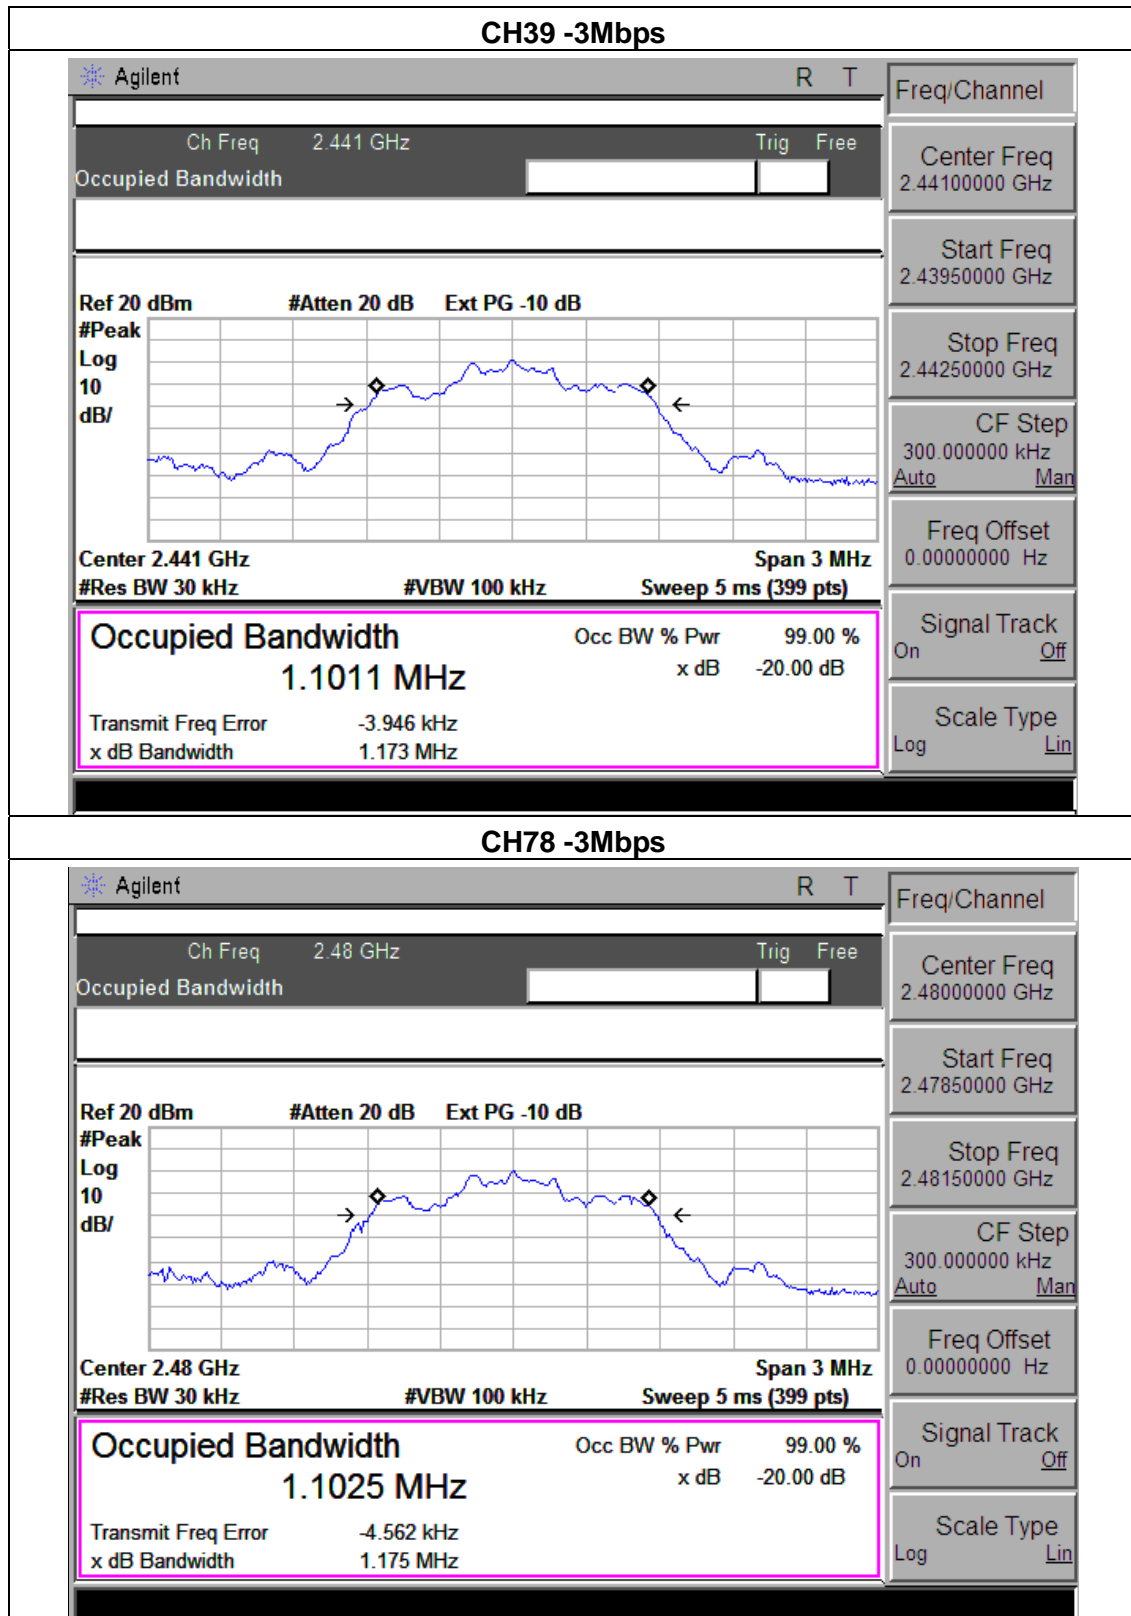 CH39 -3Mbps
Agilent R T
Freq/Channel
Ch Freq 2.441 GHz Trig Free
Occupied Bandwidth
Center Freq
2.44100000 GHz
Start Freq
2.43950000 GHz
Stop Freq
2.44250000 GHz
CF Step
300.000000 kHz
Auto Man
Freq Offset
0.00000000 Hz
Signal Track
On Off
Scale Type
Log Lin
Ref 20 dBm #Atten 20 dB Ext PG -10 dB
#Peak
Log
10
dB/
Center 2.441 GHz Span 3 MHz
#Res BW 30 kHz #VBW 100 kHz Sweep 5 ms (399 pts)
Occupied Bandwidth Occ BW % Pwr 99.00 %
1.1011 MHz x dB -20.00 dB
Transmit Freq Error -3.946 kHz
x dB Bandwidth 1.173 MHz
CH78 -3Mbps
Agilent R T
Freq/Channel
Ch Freq 2.48 GHz Trig Free
Occupied Bandwidth
Center Freq
2.48000000 GHz
Start Freq
2.47850000 GHz
Stop Freq
2.48150000 GHz
CF Step
300.000000 kHz
Auto Man
Freq Offset
0.00000000 Hz
Signal Track
On Off
Scale Type
Log Lin
Ref 20 dBm #Atten 20 dB Ext PG -10 dB
#Peak
Log
10
dB/
Center 2.48 GHz Span 3 MHz
#Res BW 30 kHz #VBW 100 kHz Sweep 5 ms (399 pts)
Occupied Bandwidth Occ BW % Pwr 99.00 %
1.1025 MHz x dB -20.00 dB
Transmit Freq Error -4.562 kHz
x dB Bandwidth 1.175 MHz